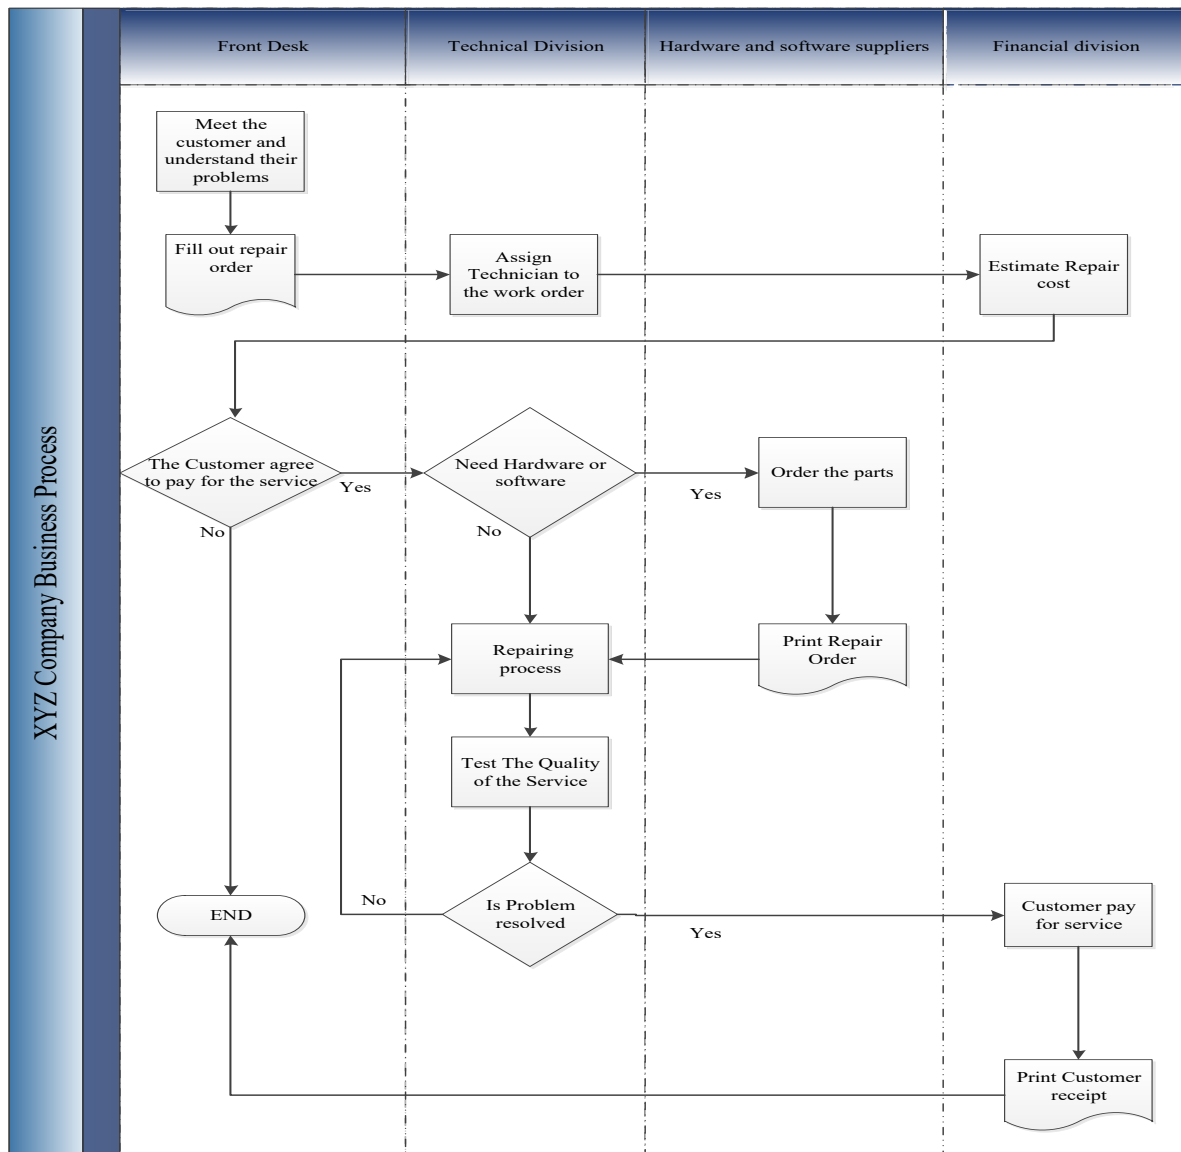 XYZ Company Business Process
Front Desk
Technical Division
Hardware and software suppliers
Financial division
Meet the
customer and
understand their
problems
Fill out repair
order
Assign
Technician to
the work order
Estimate Repair
cost
The Customer agree
to pay for the service
Yes
No
Need Hardware or
software
Yes
No
Order the parts
Repairing
process
Print Repair
Order
Test The Quality
of the Service
Is Problem
resolved
No
Yes
END
Customer pay
for service
Print Customer
receipt